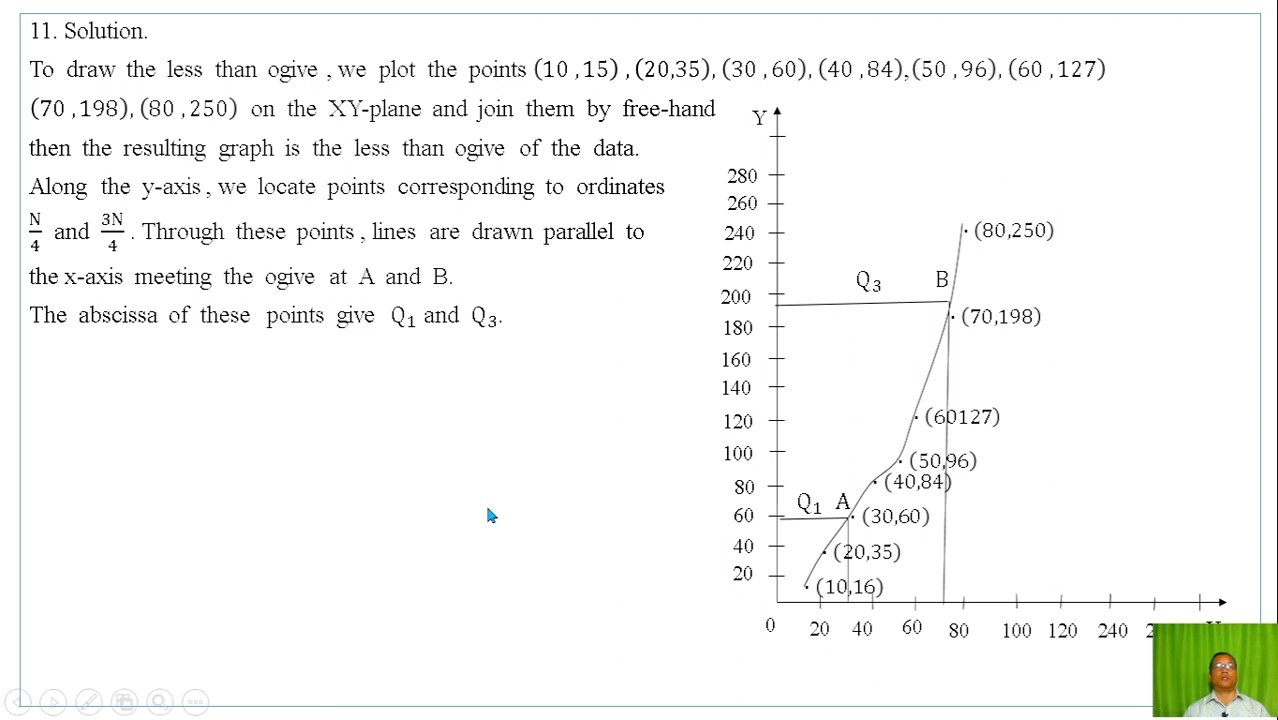 11. Solution.
To draw the less than ogive , we plot the points (10 ,15) , (20,35), (30 ,60), (40 ,84),(50 ,96), (60 ,127)
(70 ,198), (80 ,250) on the XY-plane and join them by free-hand
then the resulting graph is the less than ogive of the data.
Along the y-axis , we locate points corresponding to ordinates
N/4 and 3N/4 . Through these points , lines are drawn parallel to
the x-axis meeting the ogive at A and B.
The abscissa of these points give Q₁ and Q₃.
Y
280
260
240 (80,250)
220
Q₃ B
200
180 (70,198)
160
140
120 (60127)
100 (50,96)
80 (40,84)
Q₁ A
60 (30,60)
40 (20,35)
20 (10,16)
0 20 40 60 80 100 120 240